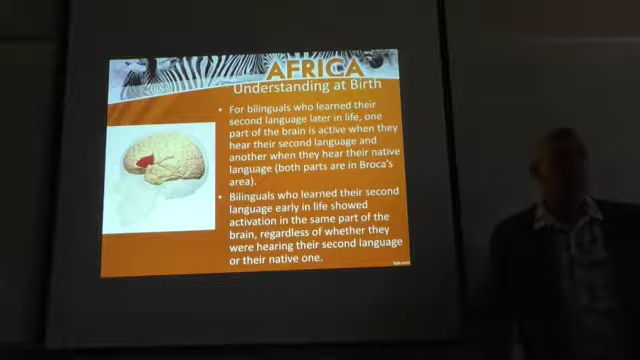 AFRICA
Understanding at Birth
• For bilinguals who learned their
second language later in life, one
part of the brain is active when they
hear their second language and
another when they hear their native
language (both parts are in Broca's
area).
• Bilinguals who learned their second
language early in life showed
activation in the same part of the
brain, regardless of whether they
were hearing their second language
or their native one.